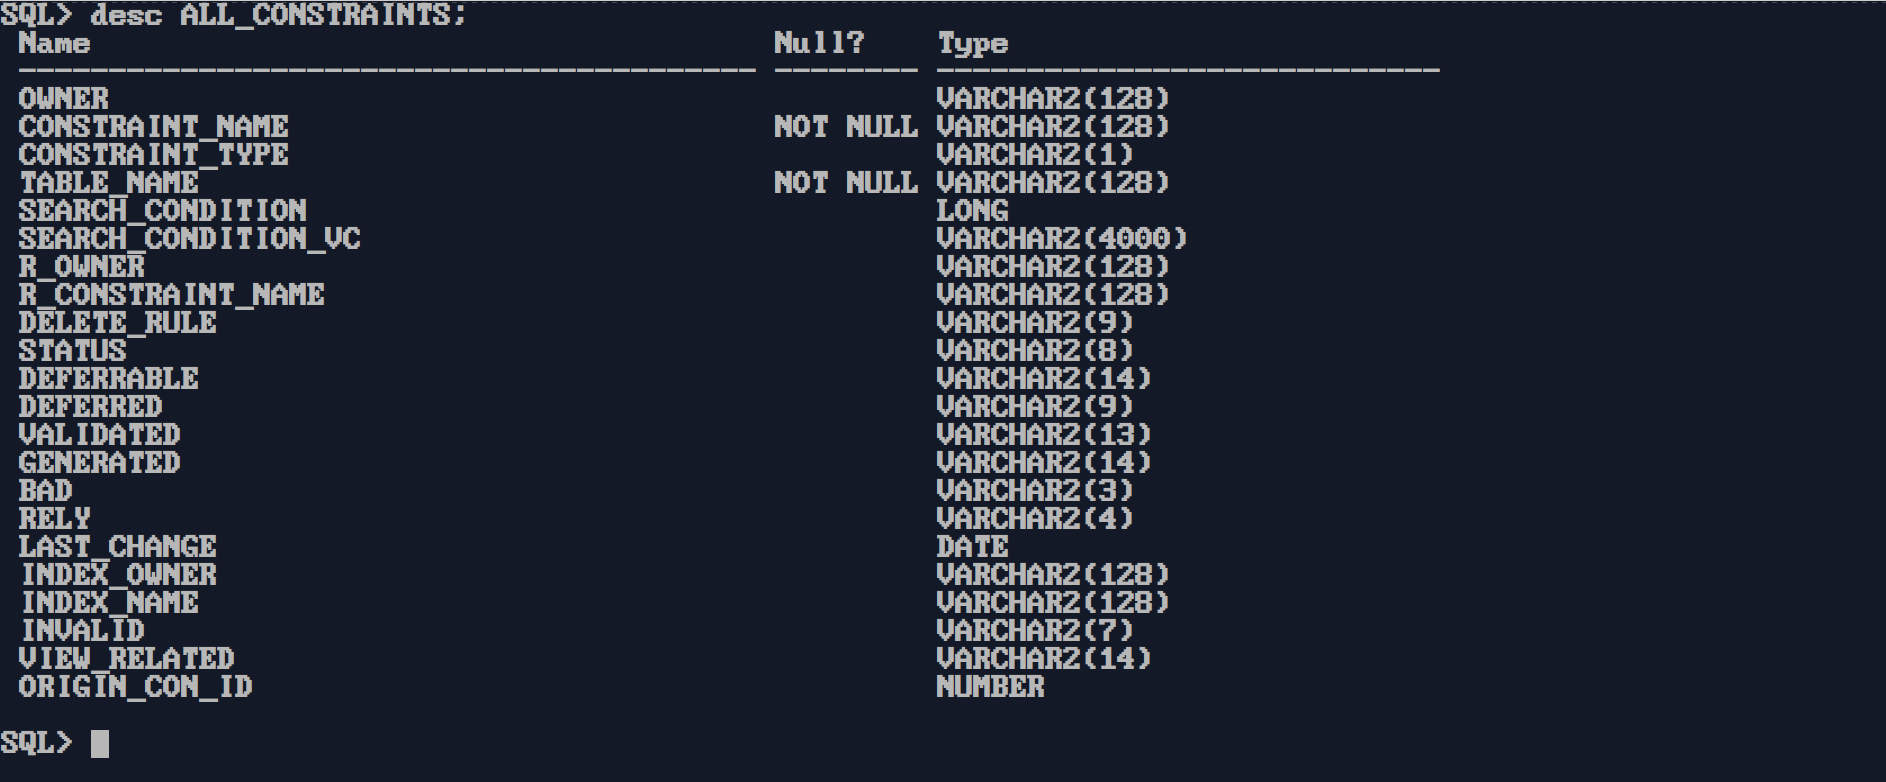 SQL> desc ALL_CONSTRAINTS;
 Name                                      Null?    Type
 ----------------------------------------- -------- ----------------------------
 OWNER                                              VARCHAR2(128)
 CONSTRAINT_NAME                           NOT NULL VARCHAR2(128)
 CONSTRAINT_TYPE                                    VARCHAR2(1)
 TABLE_NAME                                NOT NULL VARCHAR2(128)
 SEARCH_CONDITION                                   LONG
 SEARCH_CONDITION_VC                                VARCHAR2(4000)
 R_OWNER                                            VARCHAR2(128)
 R_CONSTRAINT_NAME                                  VARCHAR2(128)
 DELETE_RULE                                        VARCHAR2(9)
 STATUS                                             VARCHAR2(8)
 DEFERRABLE                                         VARCHAR2(14)
 DEFERRED                                           VARCHAR2(9)
 VALIDATED                                          VARCHAR2(13)
 GENERATED                                          VARCHAR2(14)
 BAD                                                VARCHAR2(3)
 RELY                                               VARCHAR2(4)
 LAST_CHANGE                                        DATE
 INDEX_OWNER                                        VARCHAR2(128)
 INDEX_NAME                                         VARCHAR2(128)
 INVALID                                            VARCHAR2(7)
 VIEW_RELATED                                       VARCHAR2(14)
 ORIGIN_CON_ID                                      NUMBER
SQL>